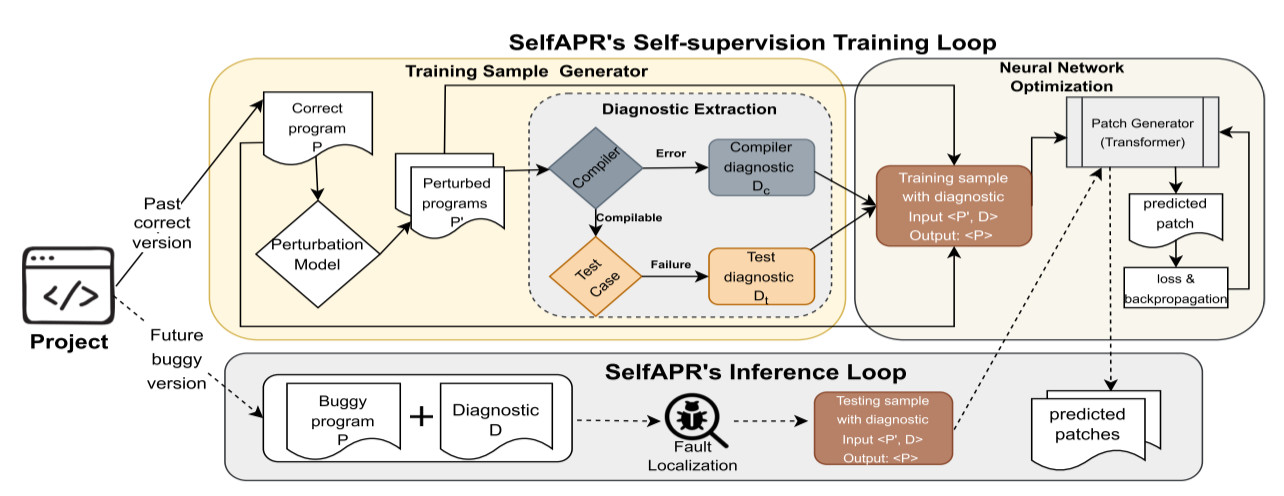 SelfAPR's Self-supervision Training Loop
Training Sample Generator
Neural Network
Optimization
Correct
program
P
Perturbation
Model
Perturbed
programs
P'
Diagnostic Extraction
Compiler
Error
Compiler
diagnostic
Dc
Compilable
Test
Case
Failure
Test
diagnostic
Dt
Training sample
with diagnostic
Input <P', D>
Output: <P>
Patch Generator
(Transformer)
predicted
patch
loss &
backpropagation
Past
correct
version
</>
Project
Future
buggy
version
SelfAPR's Inference Loop
Buggy
program
P
+
Diagnostic
D
Fault
Localization
Testing sample
with diagnostic
Input <P', D>
Output: <P>
predicted
patches